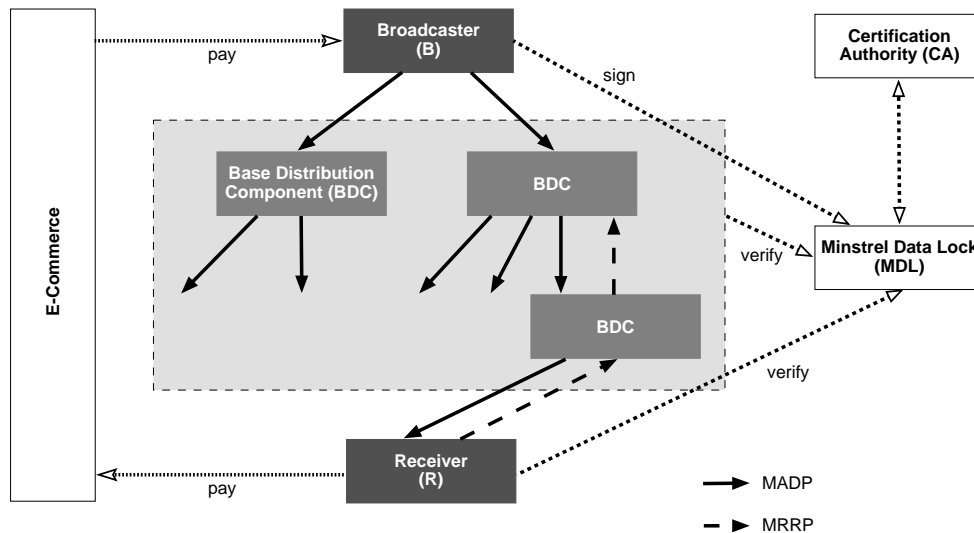 Broadcaster
(B)
Certification
Authority (CA)
pay
sign
Base Distribution
Component (BDC)
BDC
E-Commerce
verify
Minstrel Data Lock
(MDL)
BDC
verify
Receiver
(R)
pay
MADP
MRRP